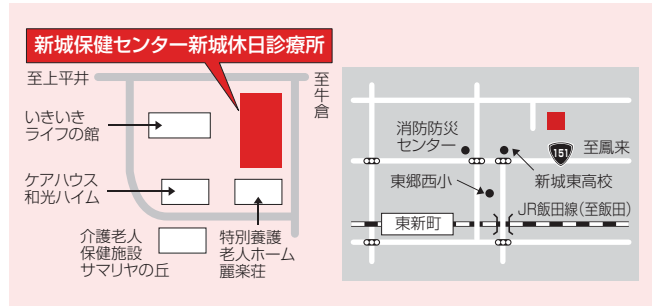 新城保健センター新城休日診療所
至上平井
至牛倉
いきいき
ライフの館
ケアハウス
和光ハイム
介護老人
保健施設
サマリヤの丘
特別養護
老人ホーム
麗楽荘
消防防災
センター
151
至鳳来
東郷西小
新城東高校
JR飯田線(至飯田)
東新町